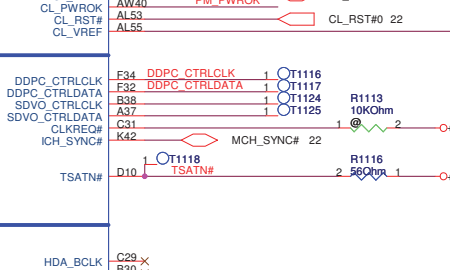 CL_PWROK AW40 PM_PWROK
CL_RST# AL53 CL_RST#0 22
CL_VREF AL55
DDPC_CTRLCLK F34 DDPC_CTRLCLK 1 T1116
DDPC_CTRLDATA F32 DDPC_CTRLDATA 1 T1117
SDVO_CTRLCLK B38 1 T1124
SDVO_CTRLDATA A37 1 T1125
R1113
10KOhm
CLKREQ# C31 1 @ 2
ICH_SYNC# K42 MCH_SYNC# 22
1 T1118
R1116
56Ohm
TSATN# D10 TSATN# 2 1
HDA_BCLK C29
B30